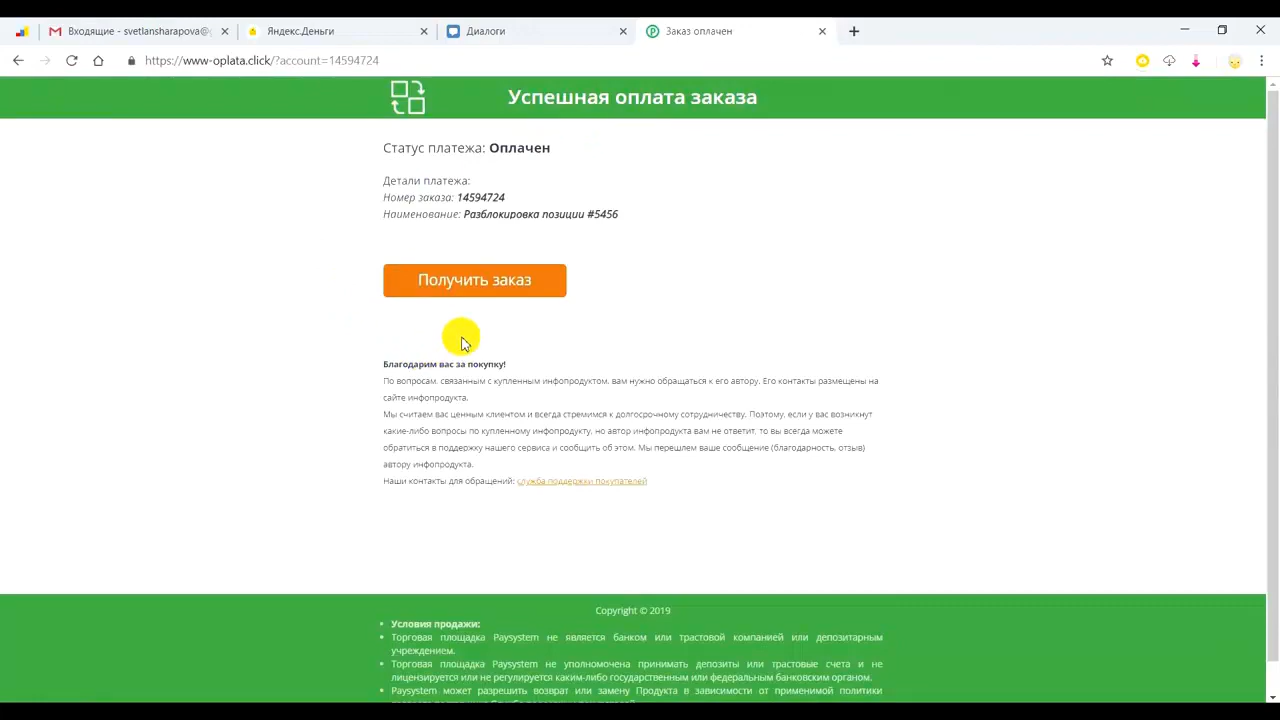 Входящие - svetlansharapova@
Яндекс.Деньги
Диалоги
Заказ оплачен
https://www-oplata.click/?account=14594724
Успешная оплата заказа
Статус платежа: Оплачен
Детали платежа:
Номер заказа: 14594724
Наименование: Разблокировка позиции #5456
Получить заказ
Благодарим вас за покупку!
По вопросам, связанным с купленным инфопродуктом, вам нужно обращаться к его автору. Его контакты размещены на
сайте инфопродукта.
Мы считаем вас ценным клиентом и всегда стремимся к долгосрочному сотрудничеству. Поэтому, если у вас возникнут
какие-либо вопросы по купленному инфопродукту, но автор инфопродукта вам не ответит, то вы всегда можете
обратиться в поддержку нашего сервиса и сообщить об этом. Мы перешлем ваше сообщение (благодарность, отзыв)
автору инфопродукта.
Наши контакты для обращений: служба поддержки покупателей
Copyright © 2019
Условия продажи:
Торговая площадка Paysystem не является банком или трастовой компанией или депозитарным
учреждением.
Торговая площадка Paysystem не уполномочена принимать депозиты или трастовые счета и не
лицензируется или не регулируется каким-либо государственным или федеральным банковским органом.
Paysystem может разрешить возврат или замену Продукта в зависимости от применимой политики